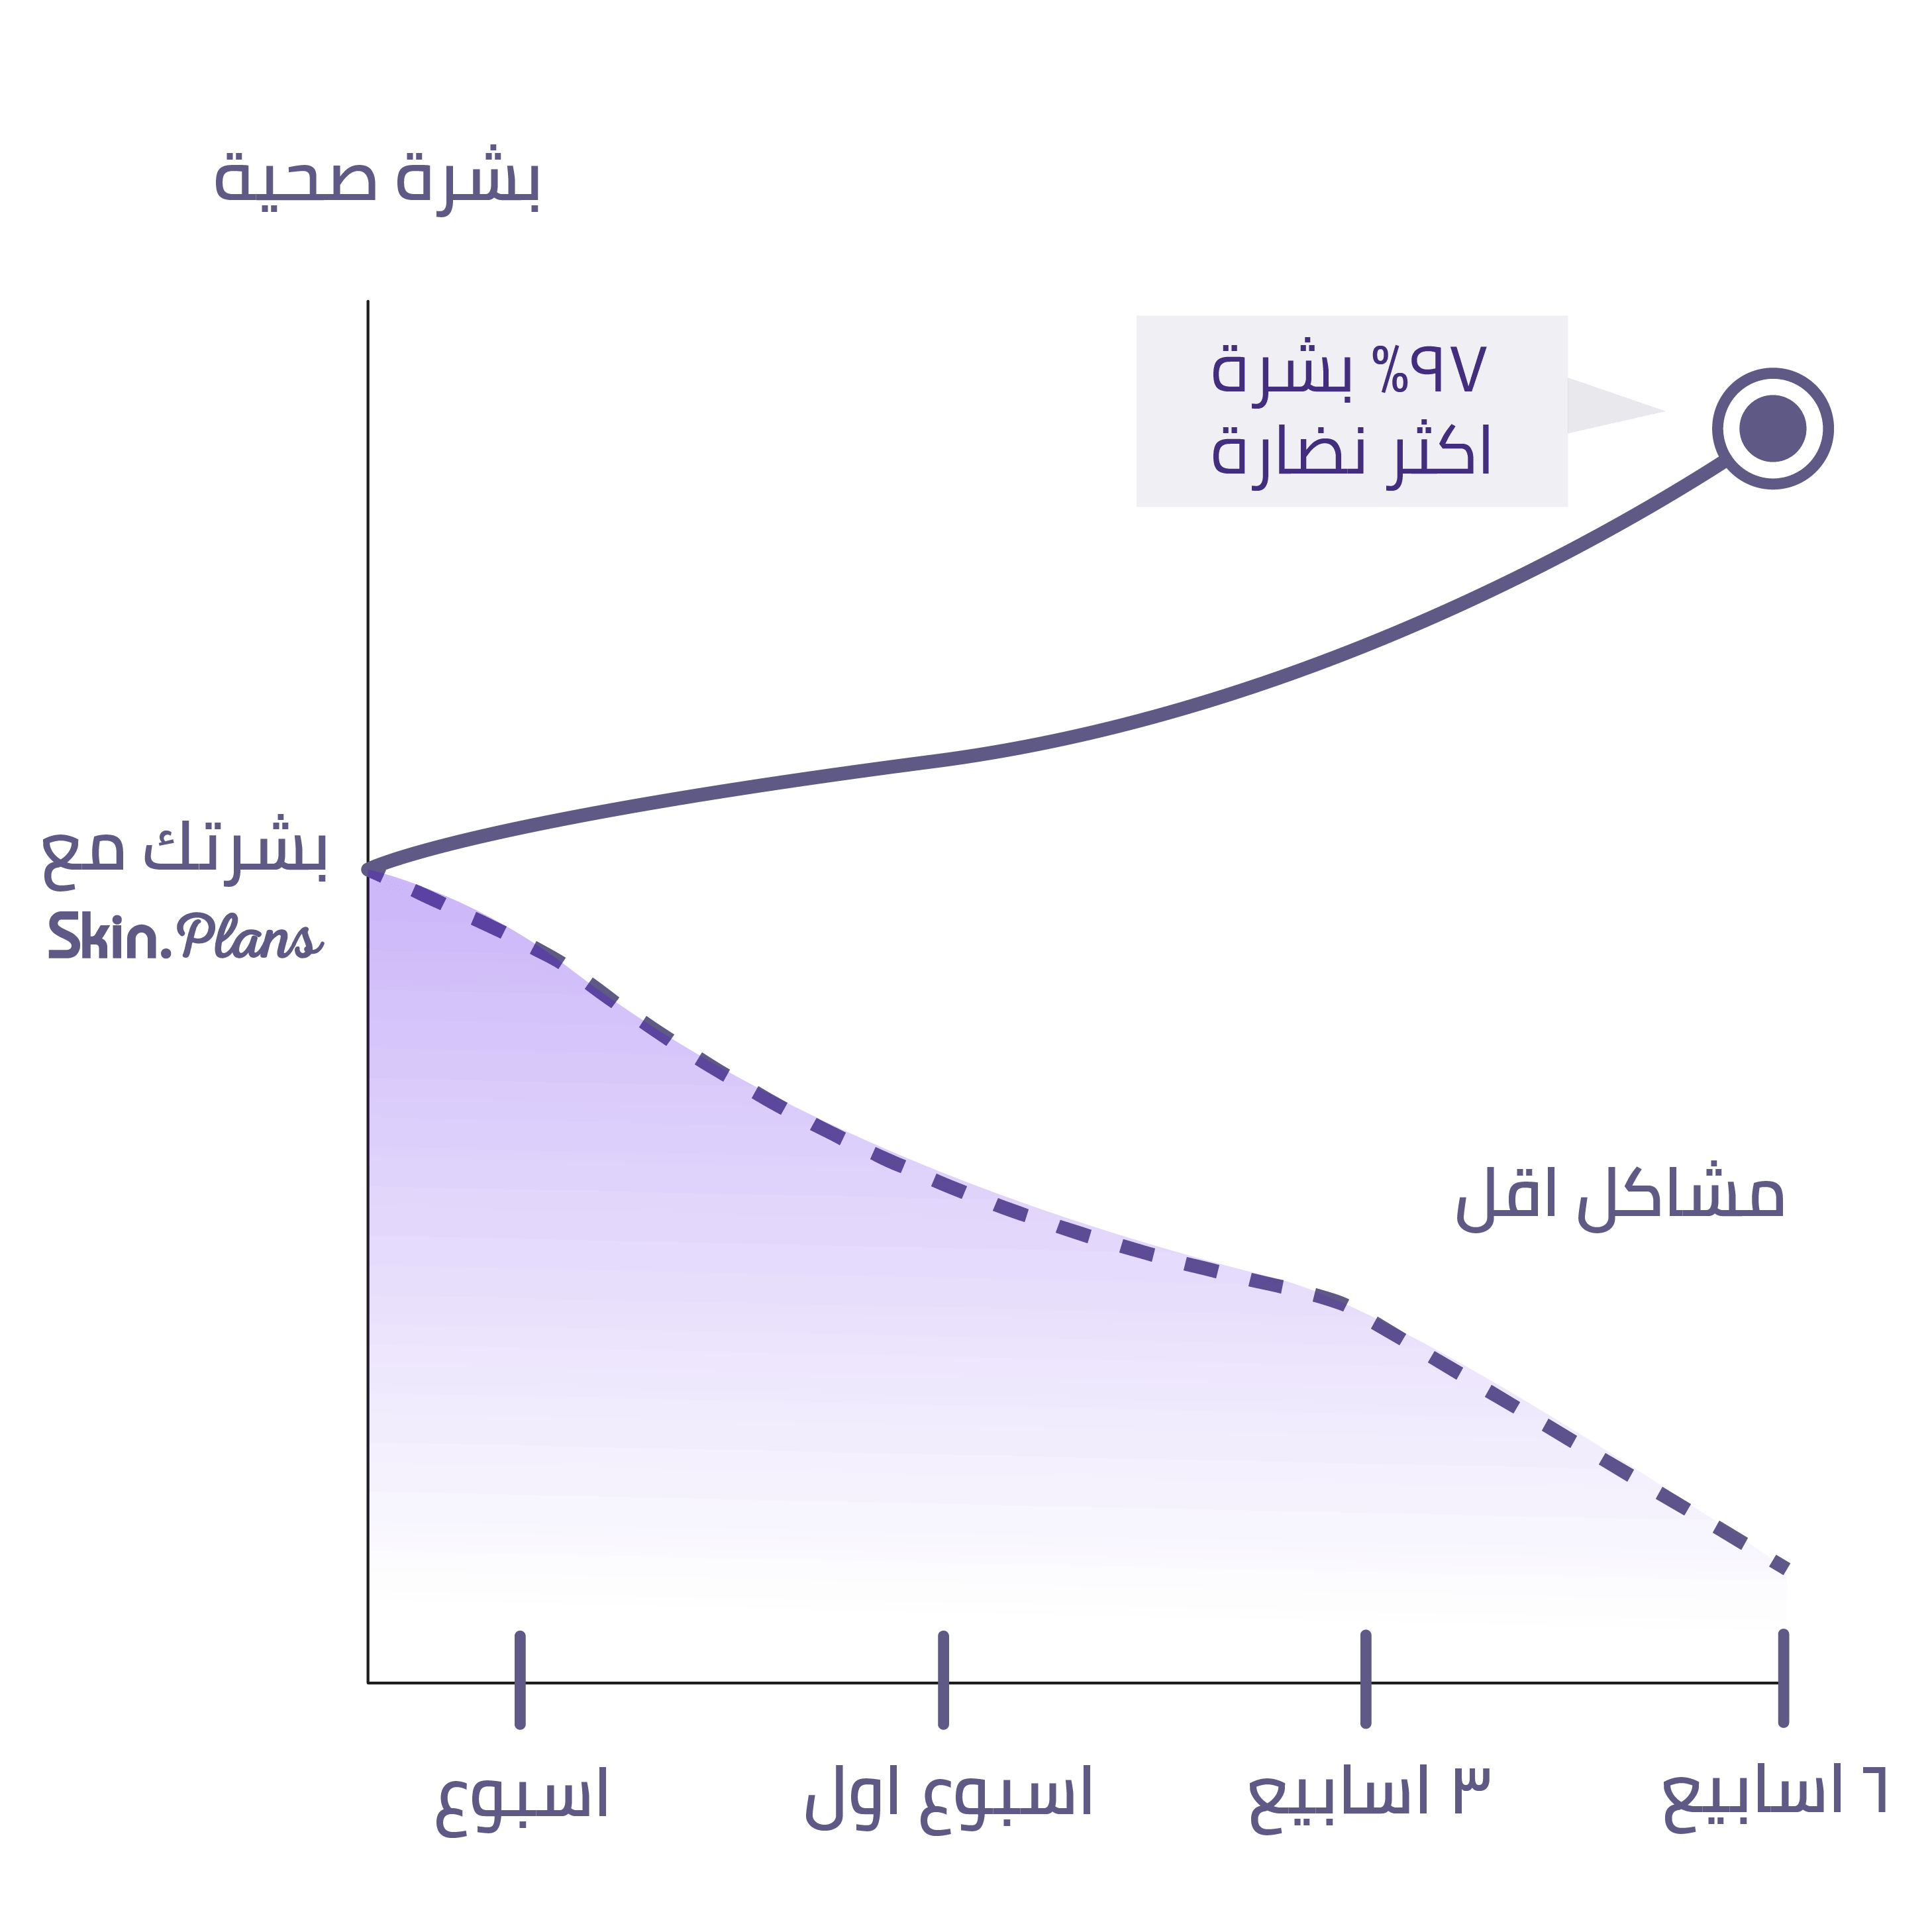 بشرة صحية
٩٧% بشرة
اكثر نضارة
بشرتك مع
Skin.Plans
مشاكل اقل
اسبوع
اسبوع اول
٣ اسابيع
٦ اسابيع